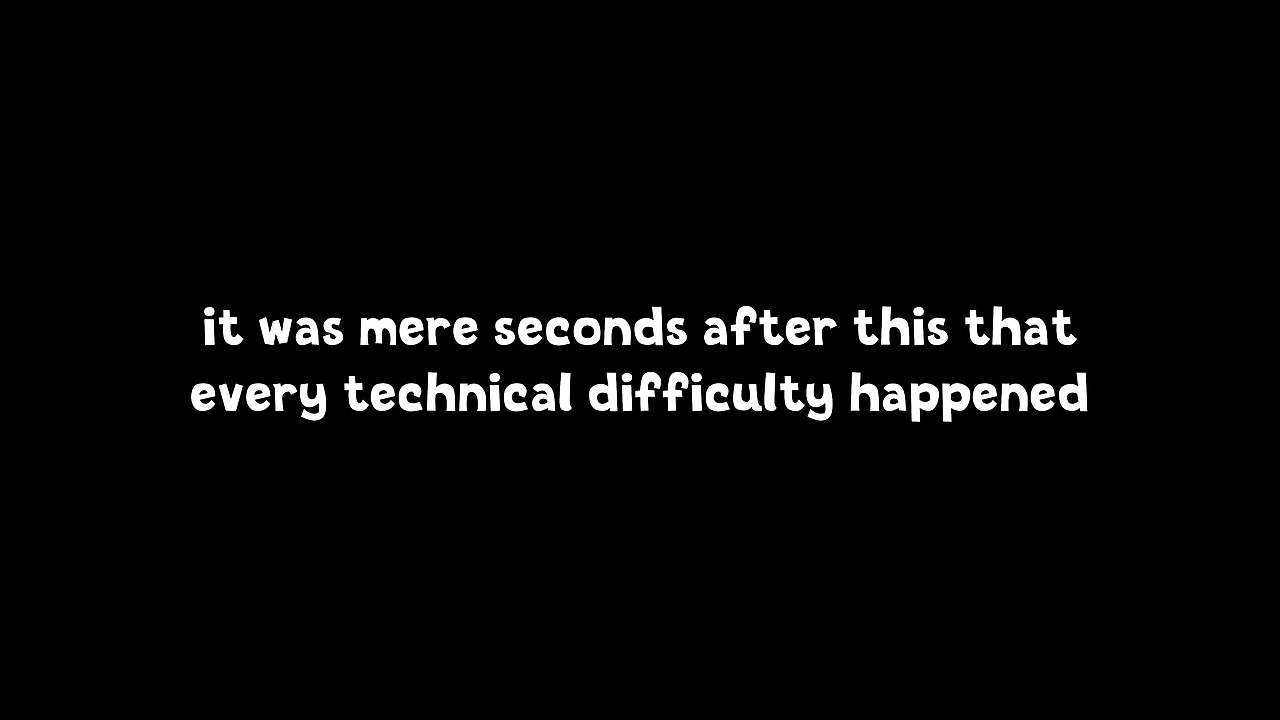 it was mere seconds after this that
every technical difficulty happened